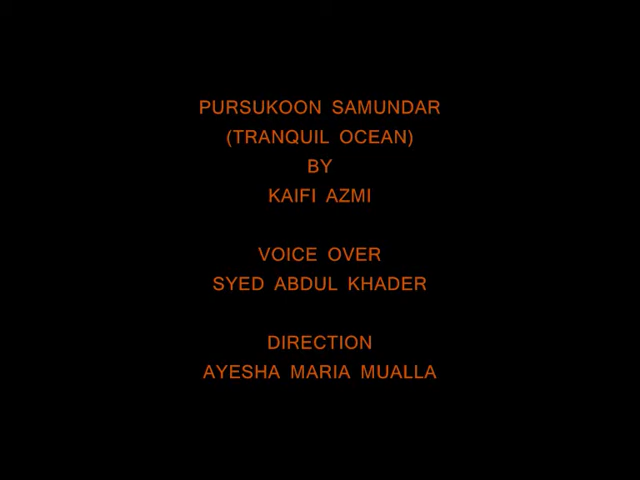 PURSUKOON SAMUNDAR
(TRANQUIL OCEAN)
BY
KAIFI AZMI
VOICE OVER
SYED ABDUL KHADER
DIRECTION
AYESHA MARIA MUALLA